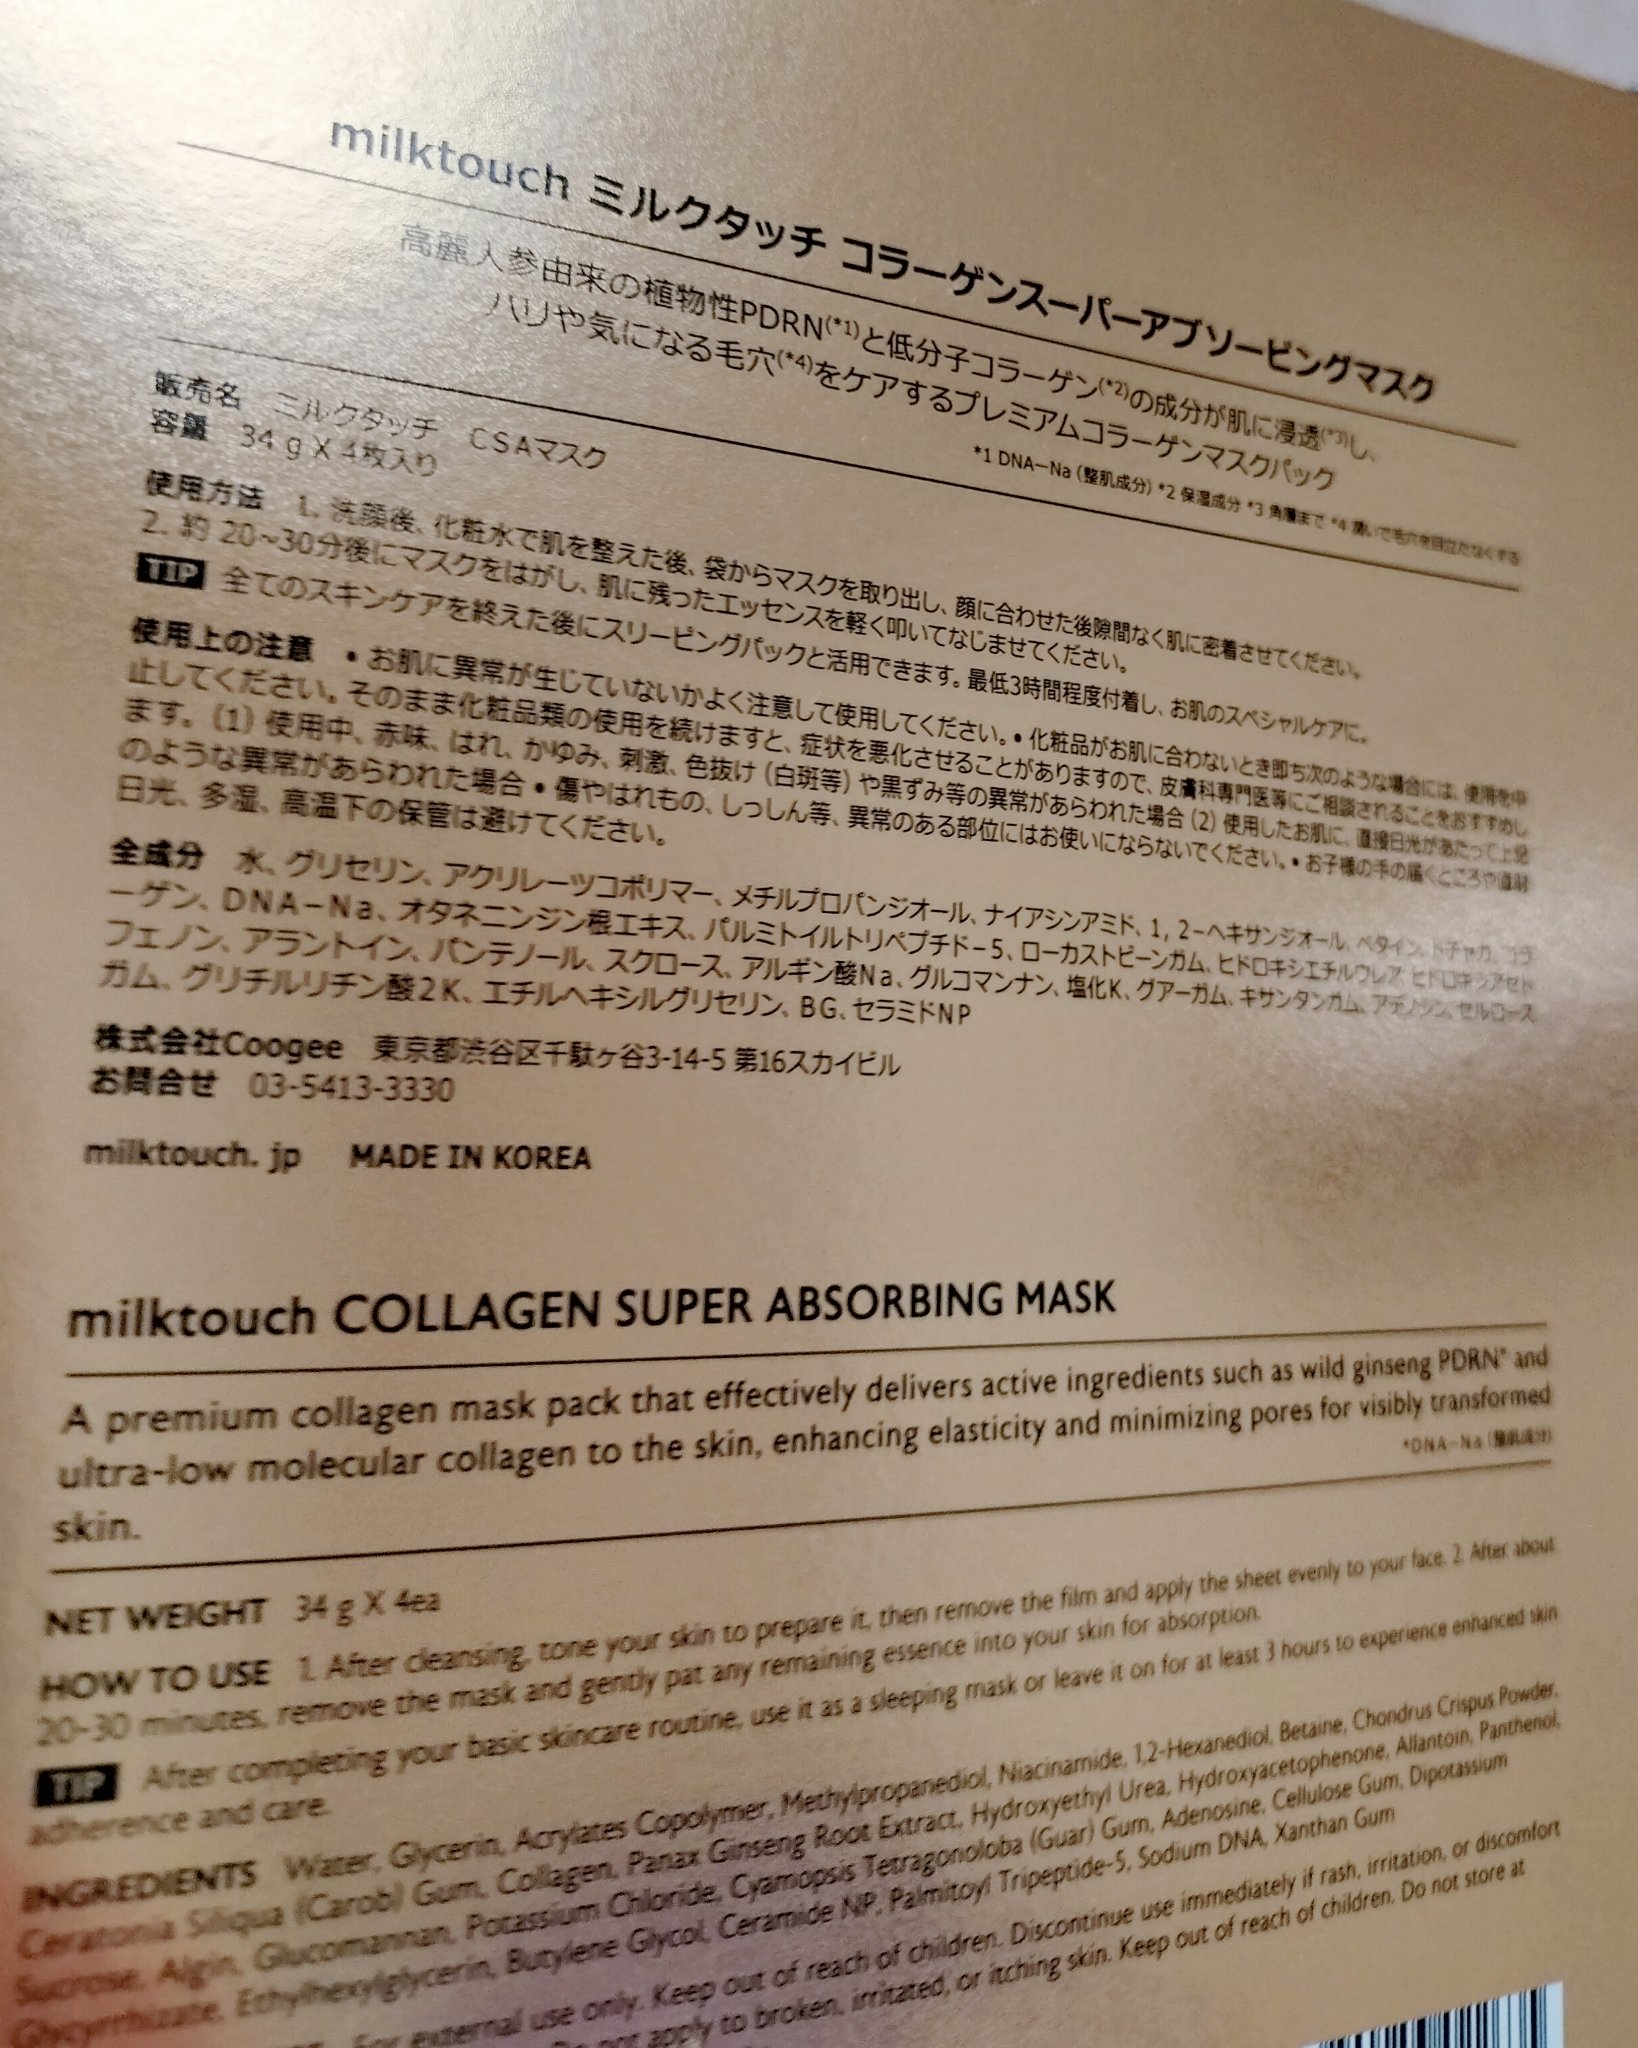 milktouch ミルクタッチ コラーゲンスーパーアブソービングマスク
高麗人参由来の植物性PDRN(*1)と低分子コラーゲン(*2)の成分が肌に浸透(*3)し、
ハリや気になる毛穴(*4)をケアするプレミアムコラーゲンマスクパック
*1 DNA-Na (整肌成分) *2 保湿成分 *3 角層まで *4 潤いで毛穴を目立たなくする
販売名 ミルクタッチ CSAマスク
容量 34 g X 4枚入り
使用方法 1. 洗顔後、化粧水で肌を整えた後、袋からマスクを取り出し、顔に合わせた後隙間なく肌に密着させてください。
2. 約 20~30分後にマスクをはがし、肌に残ったエッセンスを軽く叩いてなじませてください。
TIP 全てのスキンケアを終えた後にスリーピングパックと活用できます。最低3時間程度付着し、お肌のスペシャルケアに。
使用上の注意 • お肌に異常が生じていないかよく注意して使用してください。• 化粧品がお肌に合わないとき即ち次のような場合には、使用を中
止してください。そのまま化粧品類の使用を続けますと、症状を悪化させることがありますので、皮膚科専門医等にご相談されることをおすすめし
ます。(1) 使用中、赤味、はれ、かゆみ、刺激、色抜け (白斑等) や黒ずみ等の異常があらわれた場合 (2) 使用したお肌に、直接日光があたって上記
のような異常があらわれた場合 • 傷やはれもの、しっしん等、異常のある部位にはお使いにならないでください。• お子様の手の届くところや直射
日光、多湿、高温下の保管は避けてください。
全成分 水、グリセリン、アクリレーツコポリマー、メチルプロパンジオール、ナイアシンアミド、1, 2-ヘキサンジオール、ベタイン、トチャカ、コラ
ーゲン、DNA-Na、オタネニンジン根エキス、パルミトイルトリペプチド-5、ローカストビーンガム、ヒドロキシエチルウレア、ヒドロキシアセト
フェノン、アラントイン、パンテノール、スクロース、アルギン酸Na、グルコマンナン、塩化K、グアーガム、キサンタンガム、アデノシン、セルロース
ガム、グリチルリチン酸2K、エチルヘキシルグリセリン、BG、セラミドNP
株式会社Coogee 東京都渋谷区千駄ヶ谷3-14-5 第16スカイビル
お問合せ 03-5413-3330
milktouch. jp MADE IN KOREA
milktouch COLLAGEN SUPER ABSORBING MASK
A premium collagen mask pack that effectively delivers active ingredients such as wild ginseng PDRN* and
ultra-low molecular collagen to the skin, enhancing elasticity and minimizing pores for visibly transformed
skin.
*DNA-Na (整肌成分)
NET WEIGHT 34 g X 4ea
HOW TO USE 1. After cleansing, tone your skin to prepare it, then remove the film and apply the sheet evenly to your face. 2. After about
20-30 minutes, remove the mask and gently pat any remaining essence into your skin for absorption.
TIP After completing your basic skincare routine, use it as a sleeping mask or leave it on for at least 3 hours to experience enhanced skin
adherence and care.
INGREDIENTS Water, Glycerin, Acrylates Copolymer, Methylpropanediol, Niacinamide, 1,2-Hexanediol, Betaine, Chondrus Crispus Powder,
Ceratonia Siliqua (Carob) Gum, Collagen, Panax Ginseng Root Extract, Hydroxyethyl Urea, Hydroxyacetophenone, Allantoin, Panthenol,
Sucrose, Algin, Glucomannan, Potassium Chloride, Cyamopsis Tetragonoloba (Guar) Gum, Adenosine, Cellulose Gum, Dipotassium
Glycyrrhizate, Ethylhexylglycerin, Butylene Glycol, Ceramide NP, Palmitoyl Tripeptide-5, Sodium DNA, Xanthan Gum
For external use only. Keep out of reach of children. Discontinue use immediately if rash, irritation, or discomfort
Do not apply to broken, irritated, or itching skin. Keep out of reach of children. Do not store at